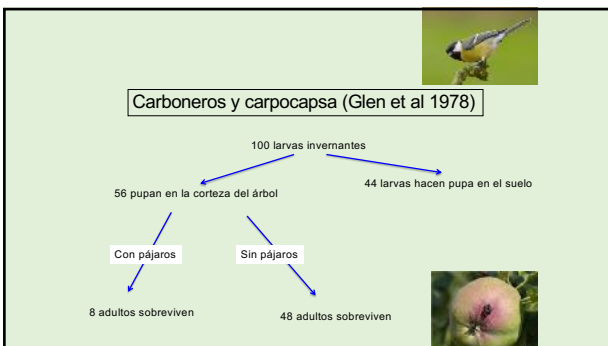 Carboneros y carpocapsa (Glen et al 1978)
100 larvas invernantes
56 pupan en la corteza del árbol
44 larvas hacen pupa en el suelo
Con pájaros
Sin pájaros
8 adultos sobreviven
48 adultos sobreviven